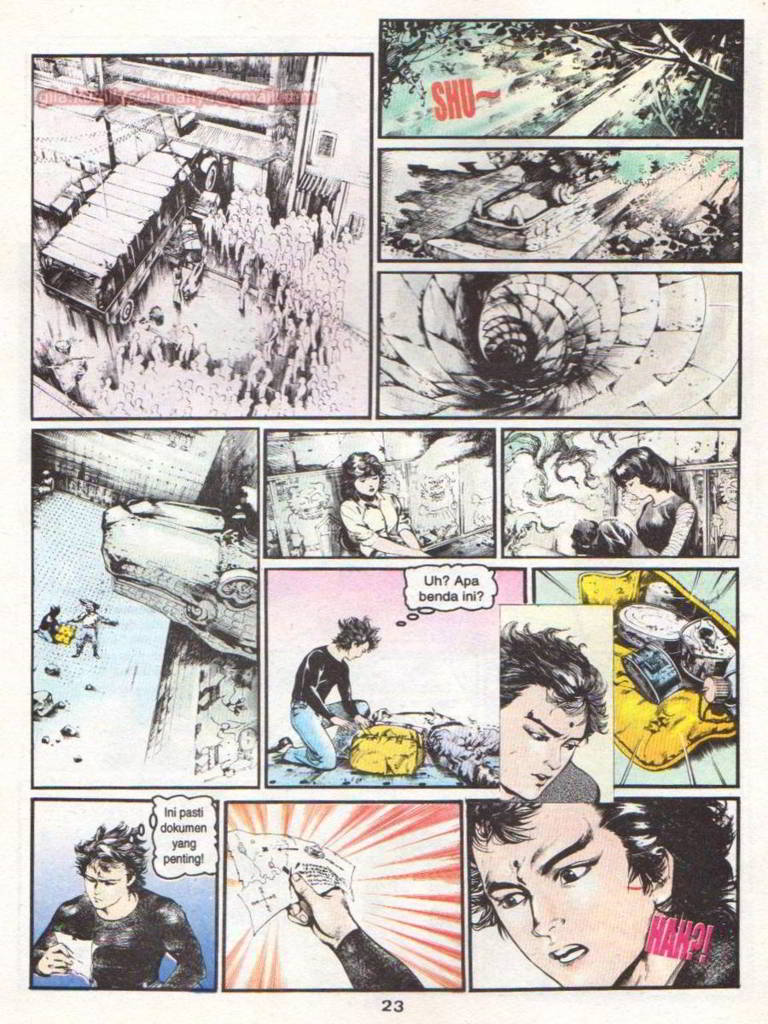 SHU~
Uh? Apa
benda ini?
Ini pasti
dokumen
yang
penting!
HAH?!
23